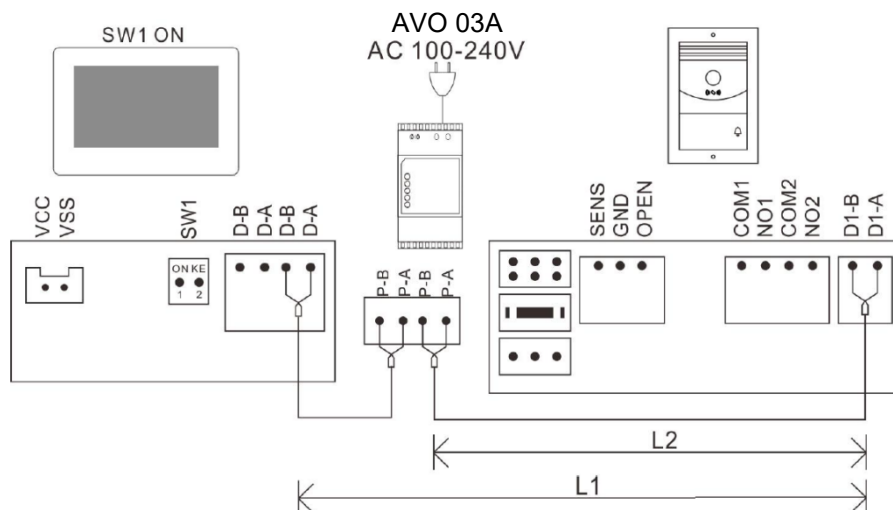 AVO 03A
AC 100-240V
SW1 ON
VCC
VSS
SW1
D-B
D-A
D-B
D-A
ON KE
1 2
P-B
P-A
P-B
P-A
SENS
GND
OPEN
COM1
NO1
COM2
NO2
D1-B
D1-A
L2
L1